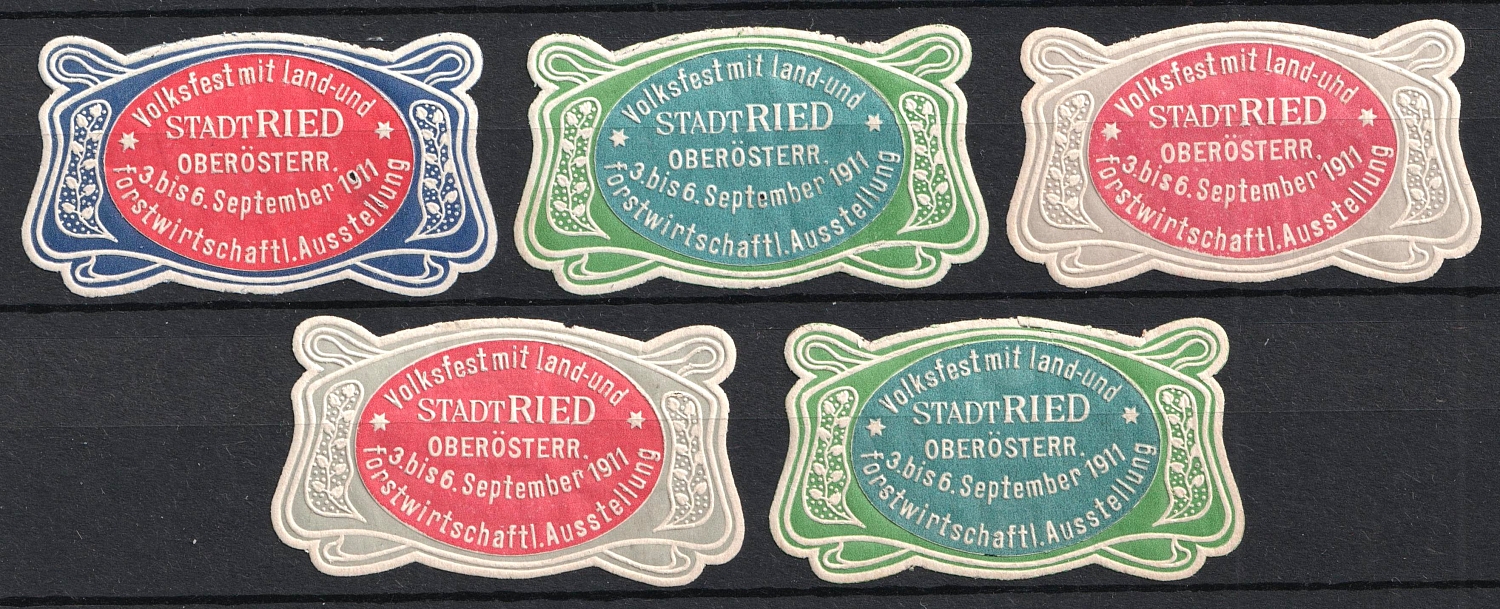 Volksfest mit Land-und
STADT RIED
OBERÖSTERR.
3. bis 6. September 1911
forstwirtschaftl. Ausstellung
Volksfest mit Land-und
STADT RIED
OBERÖSTERR.
3. bis 6. September 1911
forstwirtschaftl. Ausstellung
Volksfest mit Land-und
STADT RIED
OBERÖSTERR.
3. bis 6. September 1911
forstwirtschaftl. Ausstellung
Volksfest mit Land-und
STADT RIED
OBERÖSTERR.
3. bis 6. September 1911
forstwirtschaftl. Ausstellung
Volksfest mit Land-und
STADT RIED
OBERÖSTERR.
3. bis 6. September 1911
forstwirtschaftl. Ausstellung